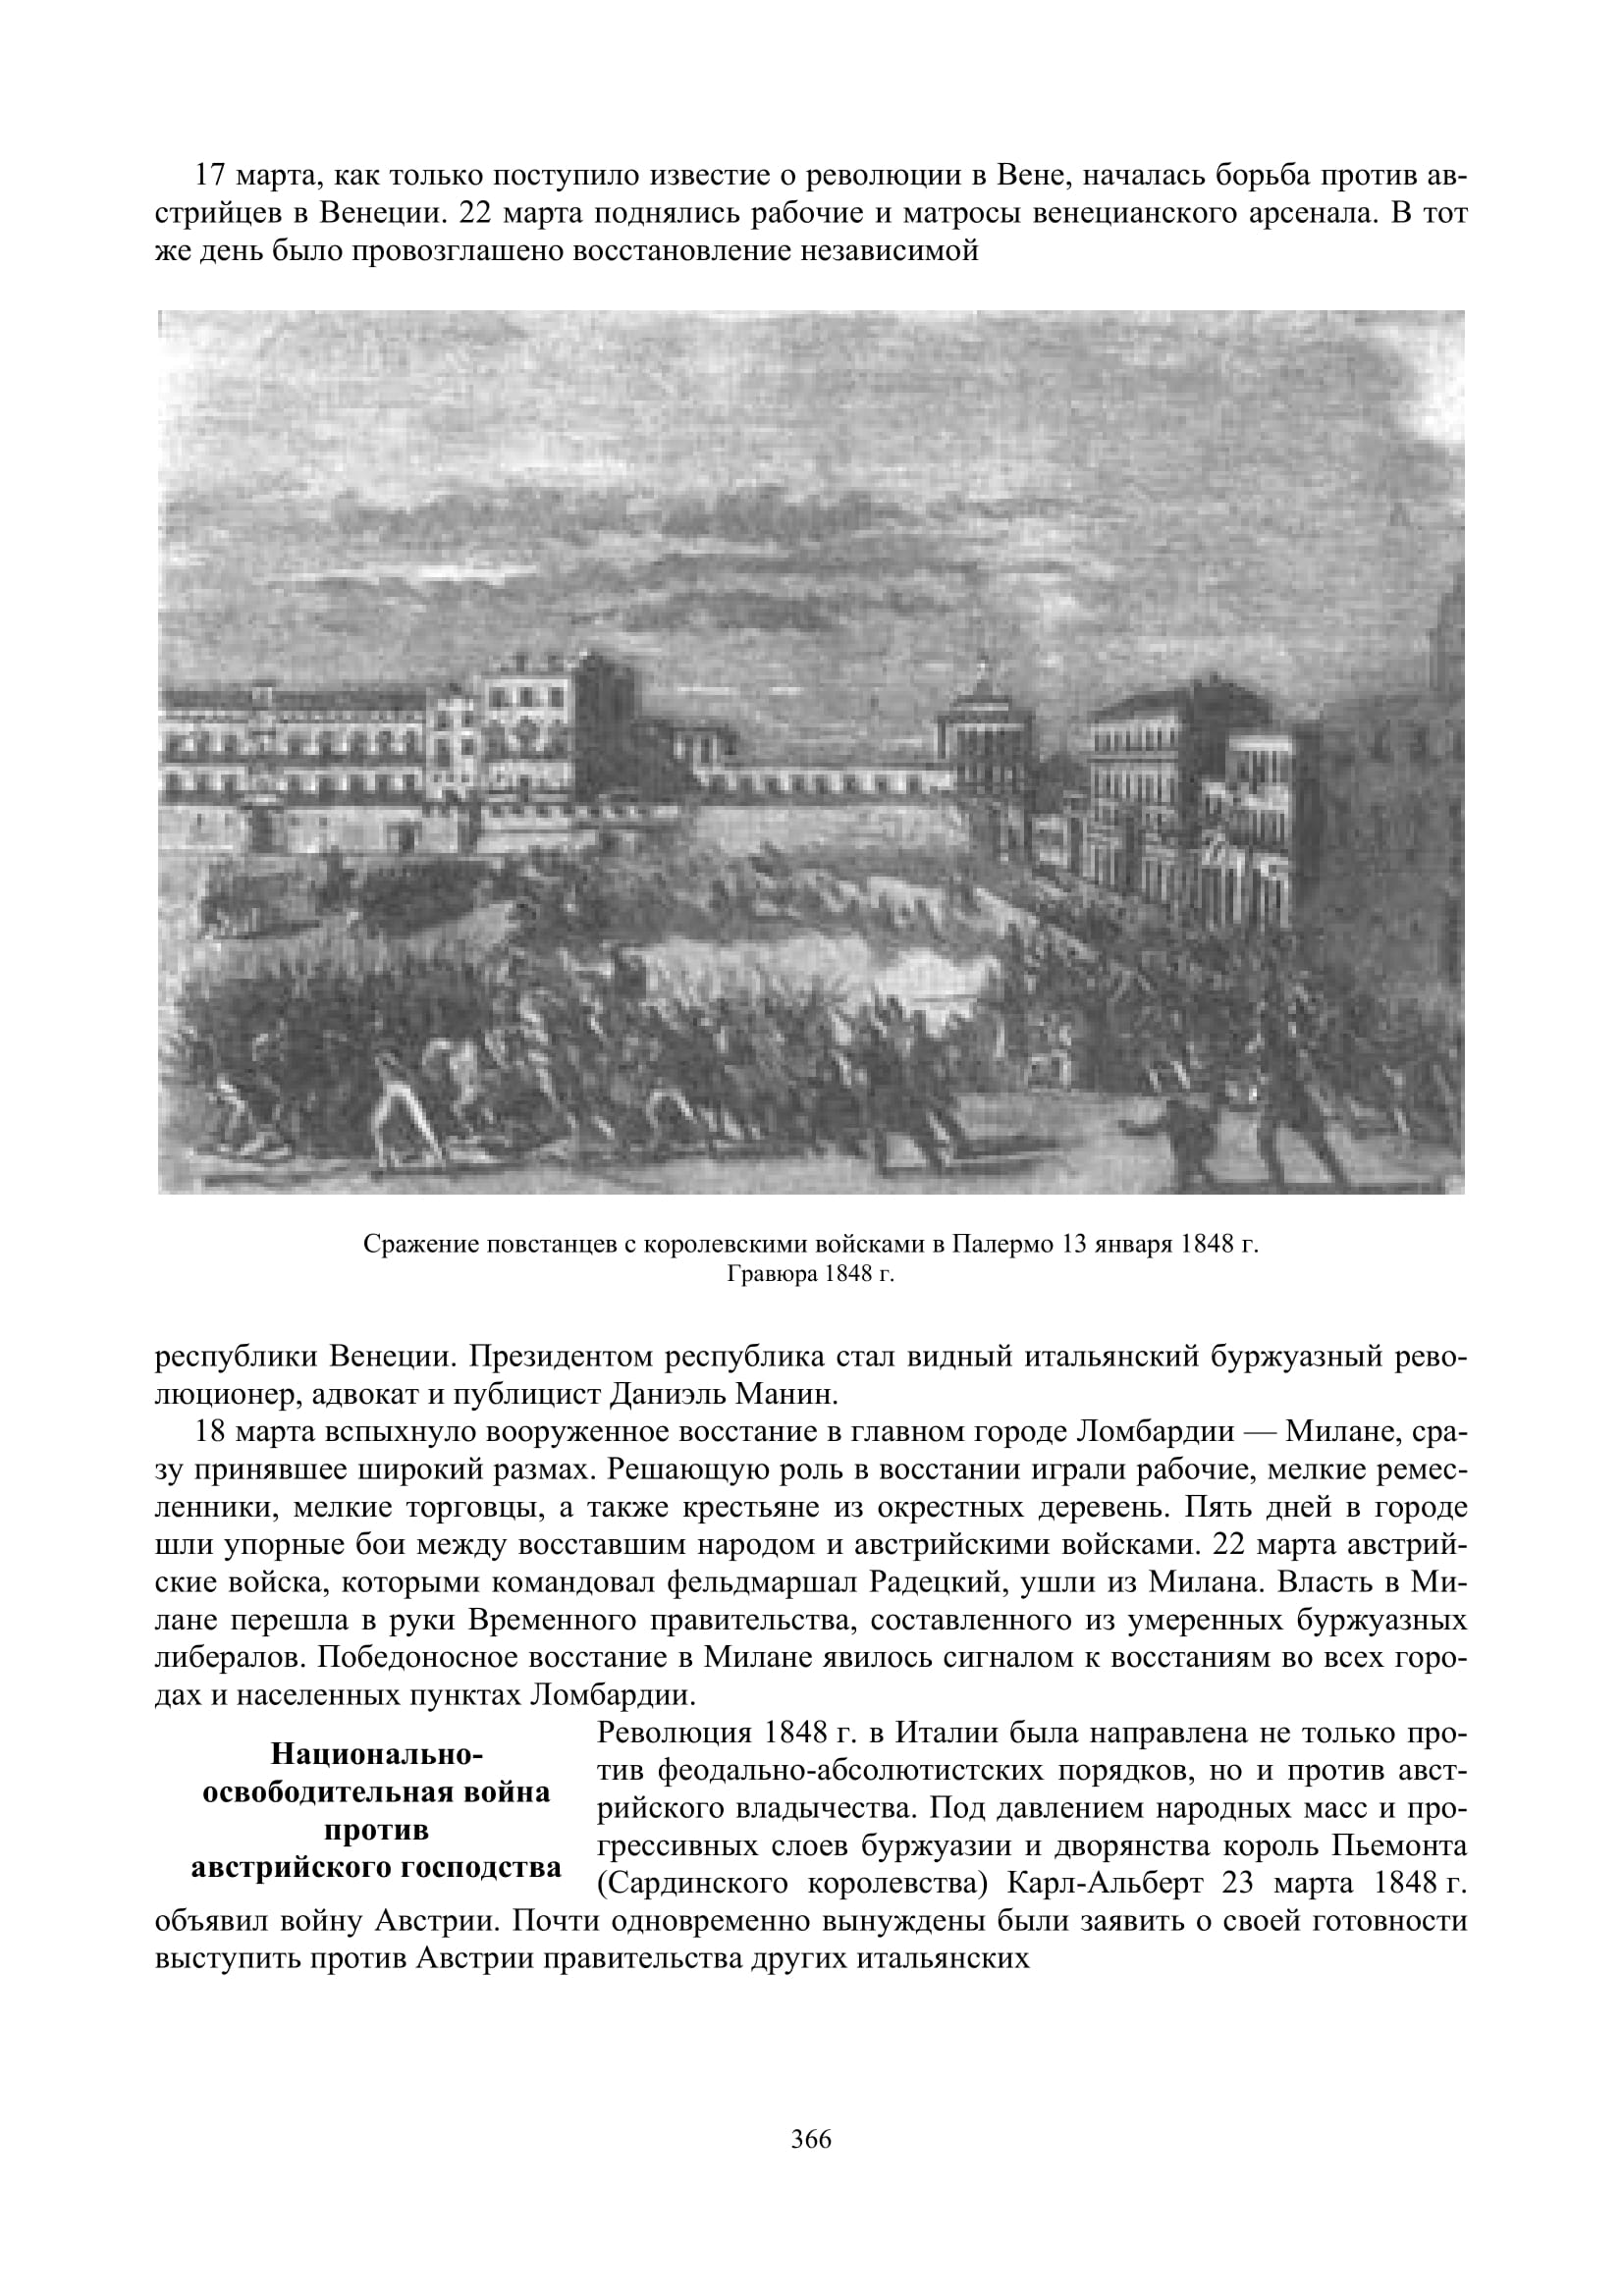 17 марта, как только поступило известие о революции в Вене, началась борьба против ав-
стрийцев в Венеции. 22 марта поднялись рабочие и матросы венецианского арсенала. В тот
же день было провозглашено восстановление независимой
Сражение повстанцев с королевскими войсками в Палермо 13 января 1848 г.
Гравюра 1848 г.
республики Венеции. Президентом республика стал видный итальянский буржуазный рево-
люционер, адвокат и публицист Даниэль Манин.
18 марта вспыхнуло вооруженное восстание в главном городе Ломбардии — Милане, сра-
зу принявшее широкий размах. Решающую роль в восстании играли рабочие, мелкие ремес-
ленники, мелкие торговцы, а также крестьяне из окрестных деревень. Пять дней в городе
шли упорные бои между восставшим народом и австрийскими войсками. 22 марта австрий-
ские войска, которыми командовал фельдмаршал Радецкий, ушли из Милана. Власть в Ми-
лане перешла в руки Временного правительства, составленного из умеренных буржуазных
либералов. Победоносное восстание в Милане явилось сигналом к восстаниям во всех горо-
дах и населенных пунктах Ломбардии.
Национально-
освободительная война
против
австрийского господства
Революция 1848 г. в Италии была направлена не только про-
тив феодально-абсолютистских порядков, но и против авст-
рийского владычества. Под давлением народных масс и про-
грессивных слоев буржуазии и дворянства король Пьемонта
(Сардинского королевства) Карл-Альберт 23 марта 1848 г.
объявил войну Австрии. Почти одновременно вынуждены были заявить о своей готовности
выступить против Австрии правительства других итальянских
366